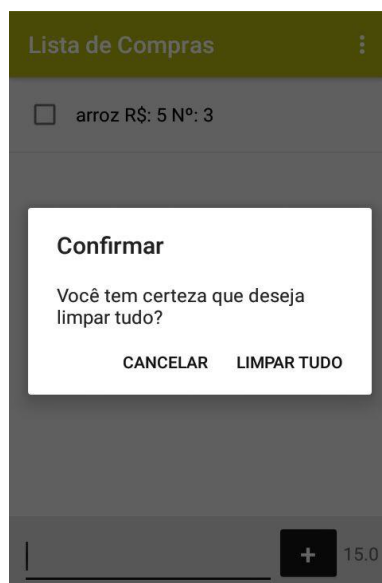 Lista de Compras
arroz R$: 5 Nº: 3
Confirmar
Você tem certeza que deseja
limpar tudo?
CANCELAR LIMPAR TUDO
+ 15.0